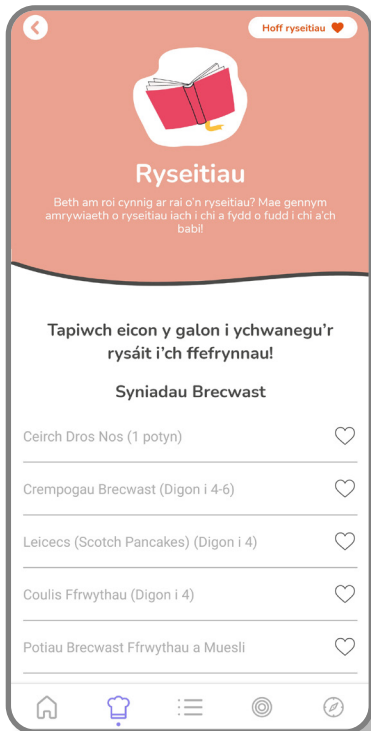 Hoff ryseitiau
Ryseitiau
Beth am roi cynnig ar rai o'n ryseitiau? Mae gennym
amrywiaeth o ryseitiau iach i chi a fydd o fudd i chi a'ch
babi!
Tapiwch eicon y galon i ychwanegu'r
rysáit i'ch ffefrynnau!
Syniadau Brecwast
Ceirch Dros Nos (1 potyn)
Crempogau Brecwast (Digon i 4-6)
Leicecs (Scotch Pancakes) (Digon i 4)
Coulis Ffrwythau (Digon i 4)
Potiau Brecwast Ffrwythau a Muesli